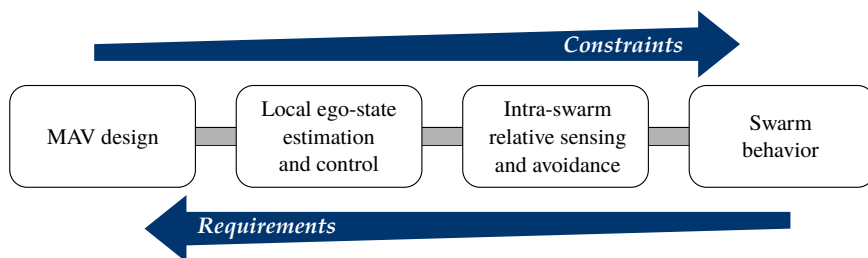 Constraints
MAV design
Local ego-state
estimation
and control
Intra-swarm
relative sensing
and avoidance
Swarm
behavior
Requirements